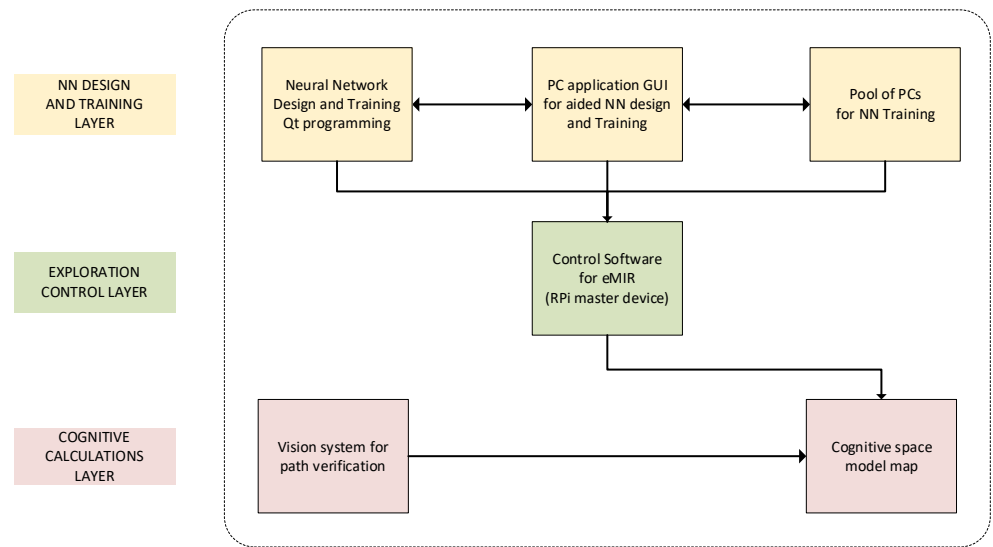 NN DESIGN
AND TRAINING
LAYER
Neural Network
Design and Training
Qt programming
PC application GUI
for aided NN design
and Training
Pool of PCs
for NN Training
EXPLORATION
CONTROL LAYER
Control Software
for eMIR
(RPi master device)
COGNITIVE
CALCULATIONS
LAYER
Vision system for
path verification
Cognitive space
model map